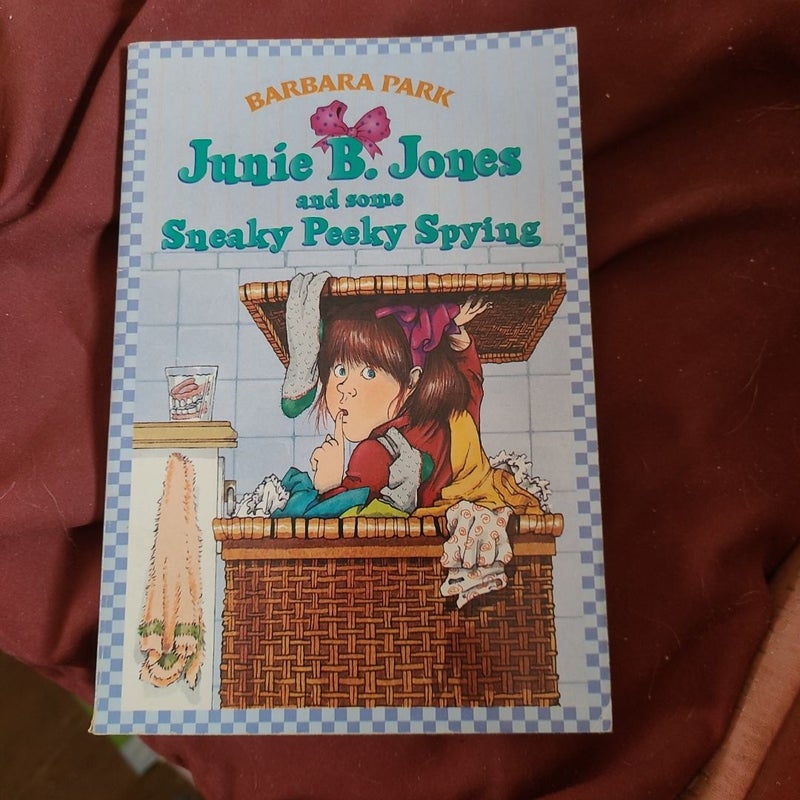 BARBARA PARK
Junie B. Jones
and some
Sneaky Peeky Spying